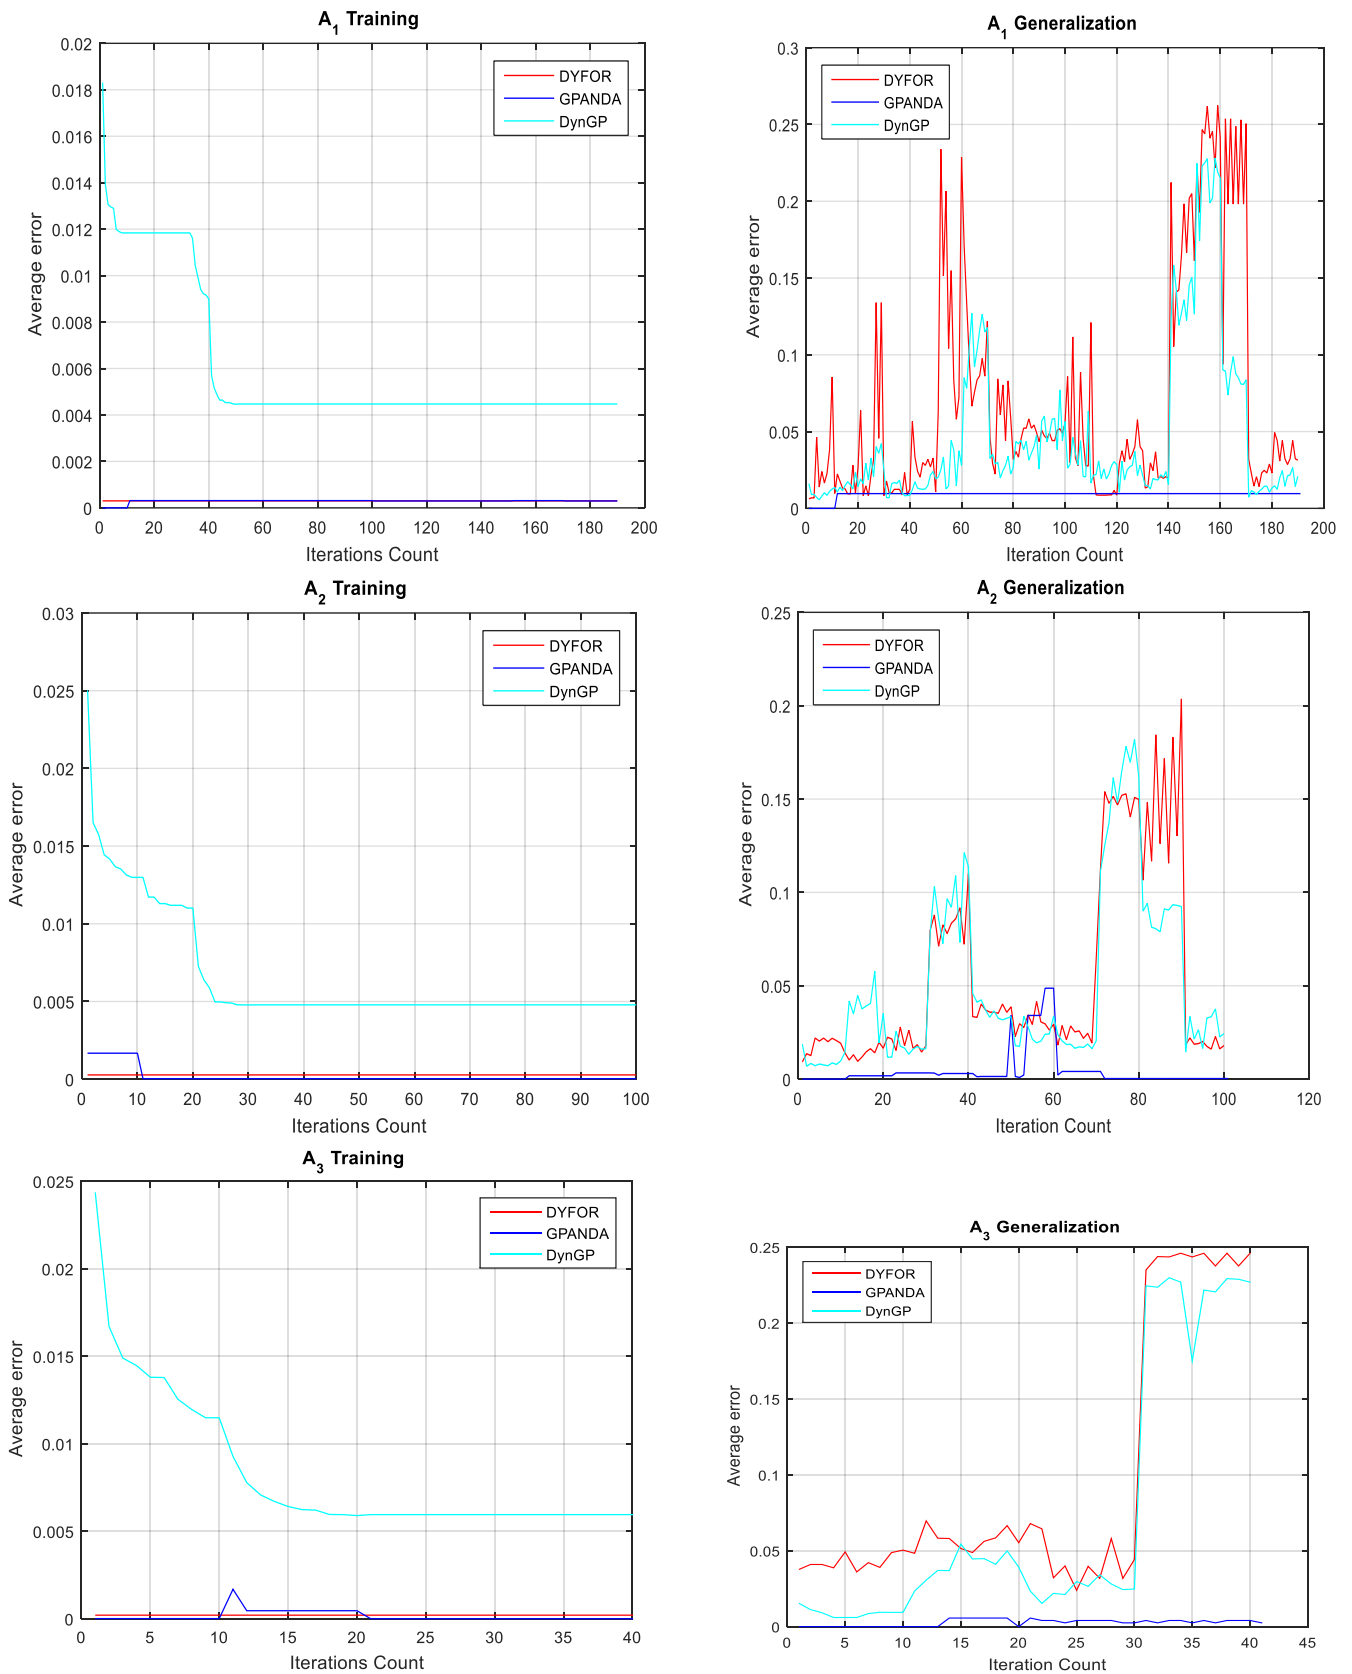 A1 Training
0.02
0.018
0.016
0.014
0.012
0.01
0.008
0.006
0.004
0.002
0
Average error
DYFOR
GPANDA
DynGP
0 20 40 60 80 100 120 140 160 180 200
Iterations Count
A1 Generalization
0.3
0.25
0.2
0.15
0.1
0.05
0
Average error
DYFOR
GPANDA
DynGP
0 20 40 60 80 100 120 140 160 180 200
Iteration Count
A2 Training
0.03
0.025
0.02
0.015
0.01
0.005
0
Average error
DYFOR
GPANDA
DynGP
0 10 20 30 40 50 60 70 80 90 100
Iterations Count
A2 Generalization
0.25
0.2
0.15
0.1
0.05
0
Average error
DYFOR
GPANDA
DynGP
0 20 40 60 80 100 120
Iteration Count
A3 Training
0.025
0.02
0.015
0.01
0.005
0
Average error
DYFOR
GPANDA
DynGP
0 5 10 15 20 25 30 35 40
Iterations Count
A3 Generalization
0.25
0.2
0.15
0.1
0.05
0
Average error
DYFOR
GPANDA
DynGP
0 5 10 15 20 25 30 35 40 45
Iteration Count